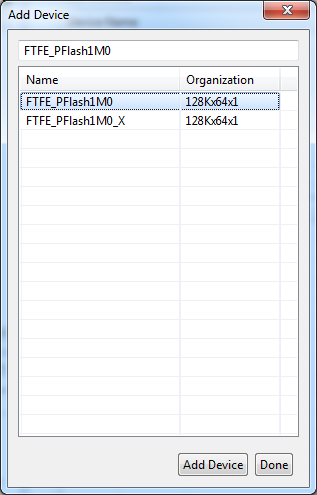 Add Device
FTFE_PFlash1M0
Name Organization
FTFE_PFlash1M0 128Kx64x1
FTFE_PFlash1M0_X 128Kx64x1
Add Device Done